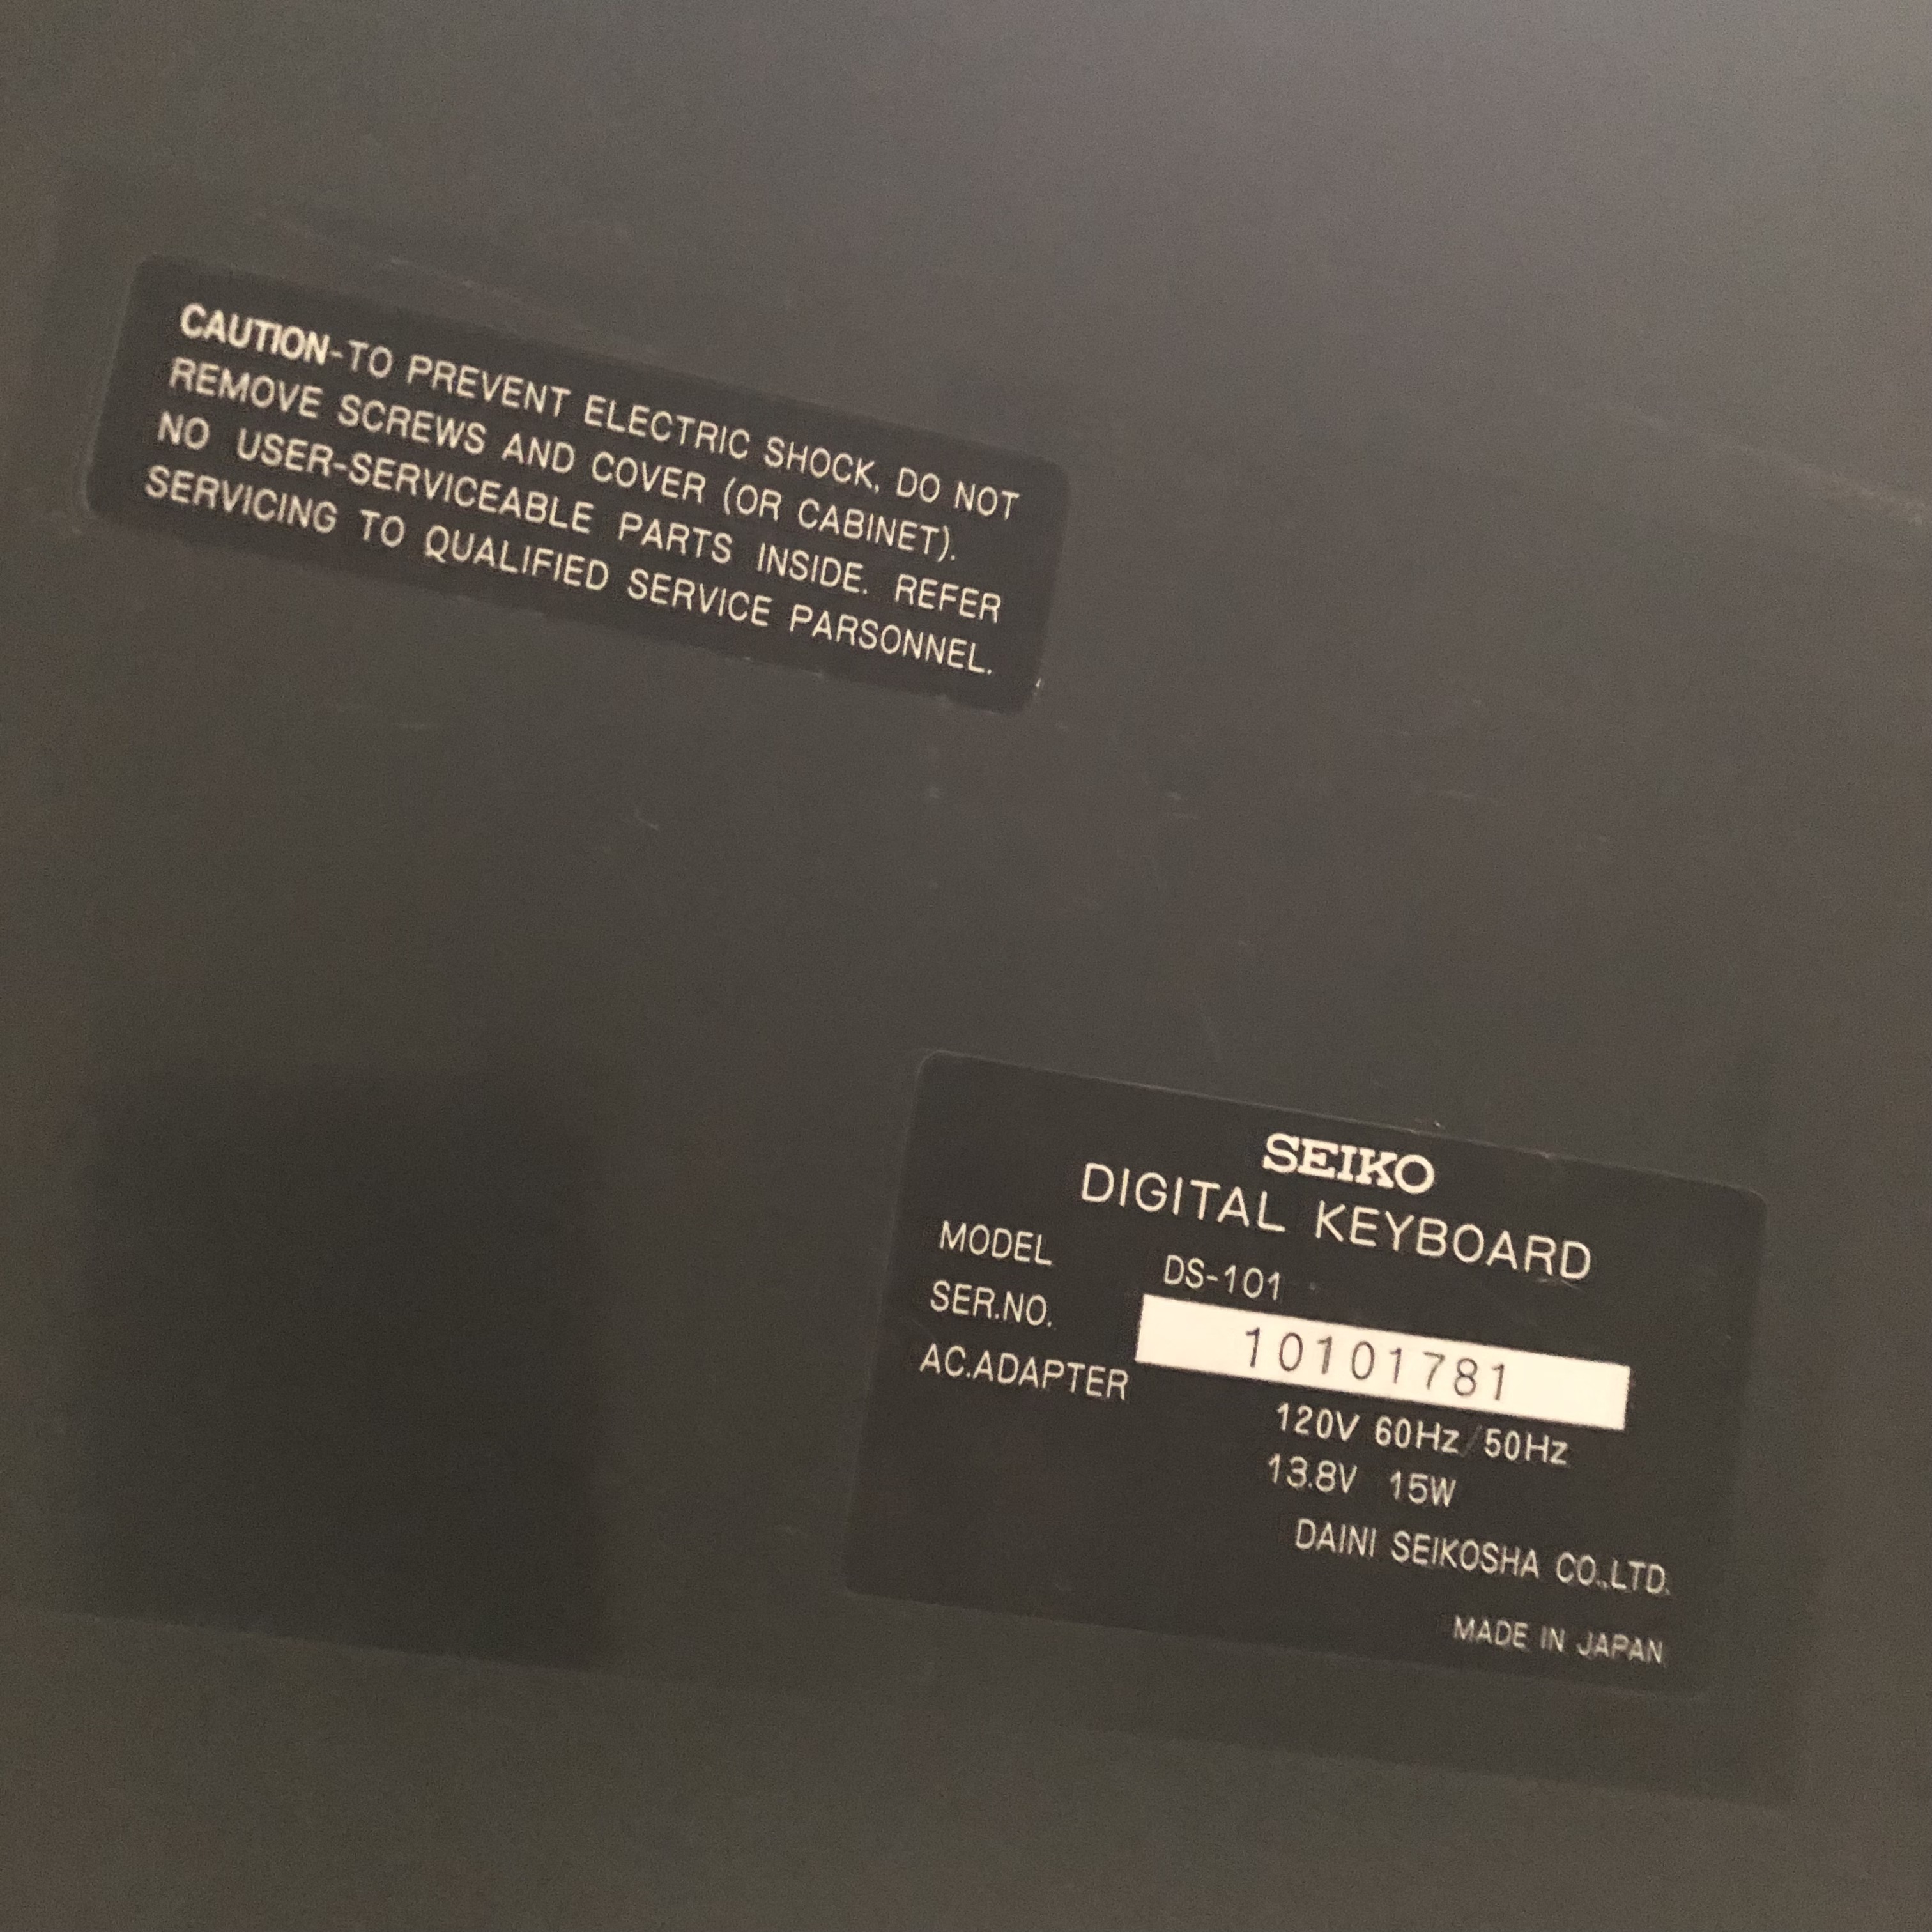 CAUTION-TO PREVENT ELECTRIC SHOCK, DO NOT
REMOVE SCREWS AND COVER (OR CABINET).
NO USER-SERVICEABLE PARTS INSIDE. REFER
SERVICING TO QUALIFIED SERVICE PARSONNEL.
SEIKO
DIGITAL KEYBOARD
MODEL DS-101
SER.NO. 10101781
AC.ADAPTER 120V 60Hz/50Hz
13.8V 15W
DAINI SEIKOSHA CO.,LTD.
MADE IN JAPAN